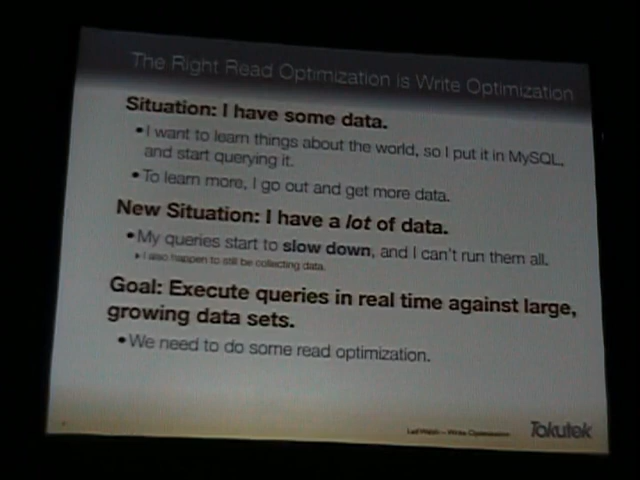 The Right Read Optimization is Write Optimization
Situation: I have some data.
• I want to learn things about the world, so I put it in MySQL,
and start querying it.
• To learn more, I go out and get more data.
New Situation: I have a lot of data.
• My queries start to slow down, and I can't run them all.
▸ I also happen to still be collecting data.
Goal: Execute queries in real time against large,
growing data sets.
• We need to do some read optimization.
Leif Walsh — Write Optimization
Tokutek